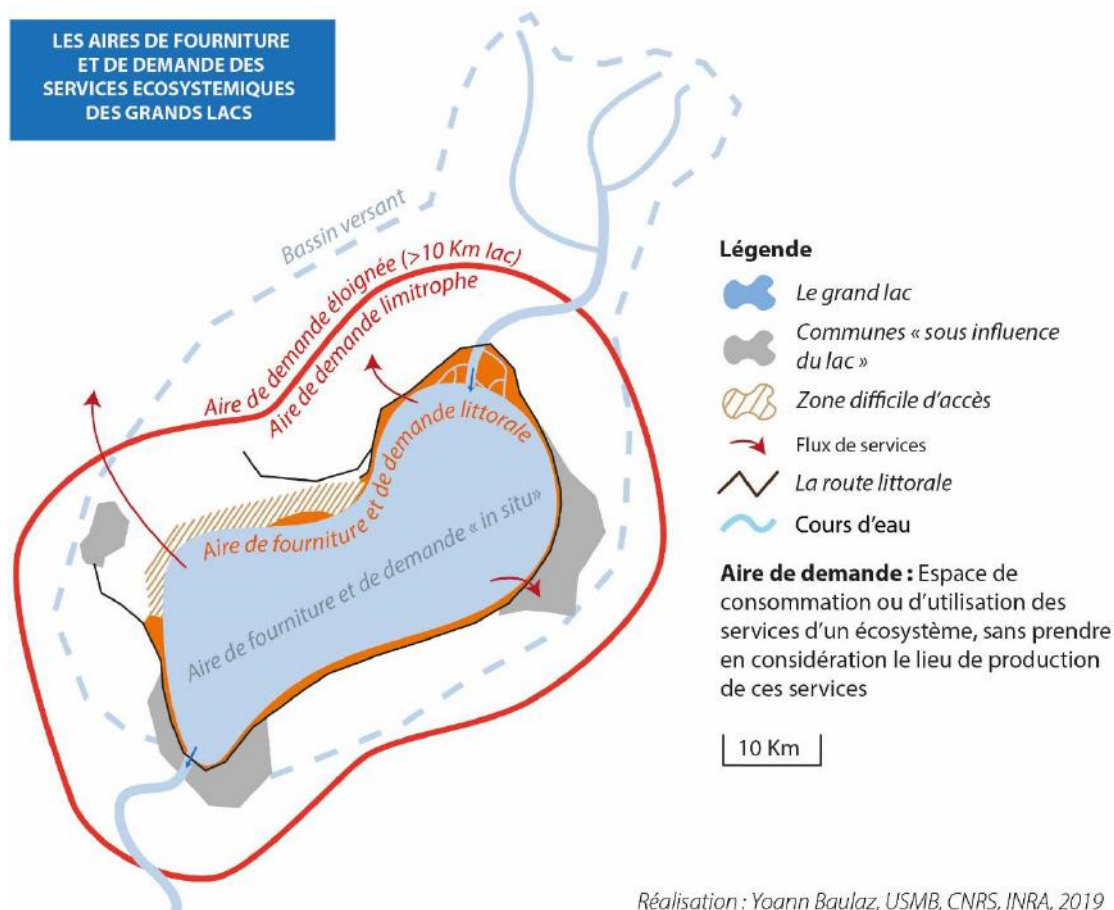 LES AIRES DE FOURNITURE
ET DE DEMANDE DES
SERVICES ECOSYSTEMIQUES
DES GRANDS LACS
Bassin versant
Aire de demande éloignée (>10 Km lac)
Aire de demande limitrophe
Aire de fourniture et de demande littorale
Aire de fourniture et de demande « in situ»
Légende
Le grand lac
Communes « sous influence
du lac »
Zone difficile d'accès
Flux de services
La route littorale
Cours d'eau
Aire de demande : Espace de
consommation ou d'utilisation des
services d'un écosystème, sans prendre
en considération le lieu de production
de ces services
10 Km
Réalisation : Yoann Baulaz, USMB, CNRS, INRA, 2019